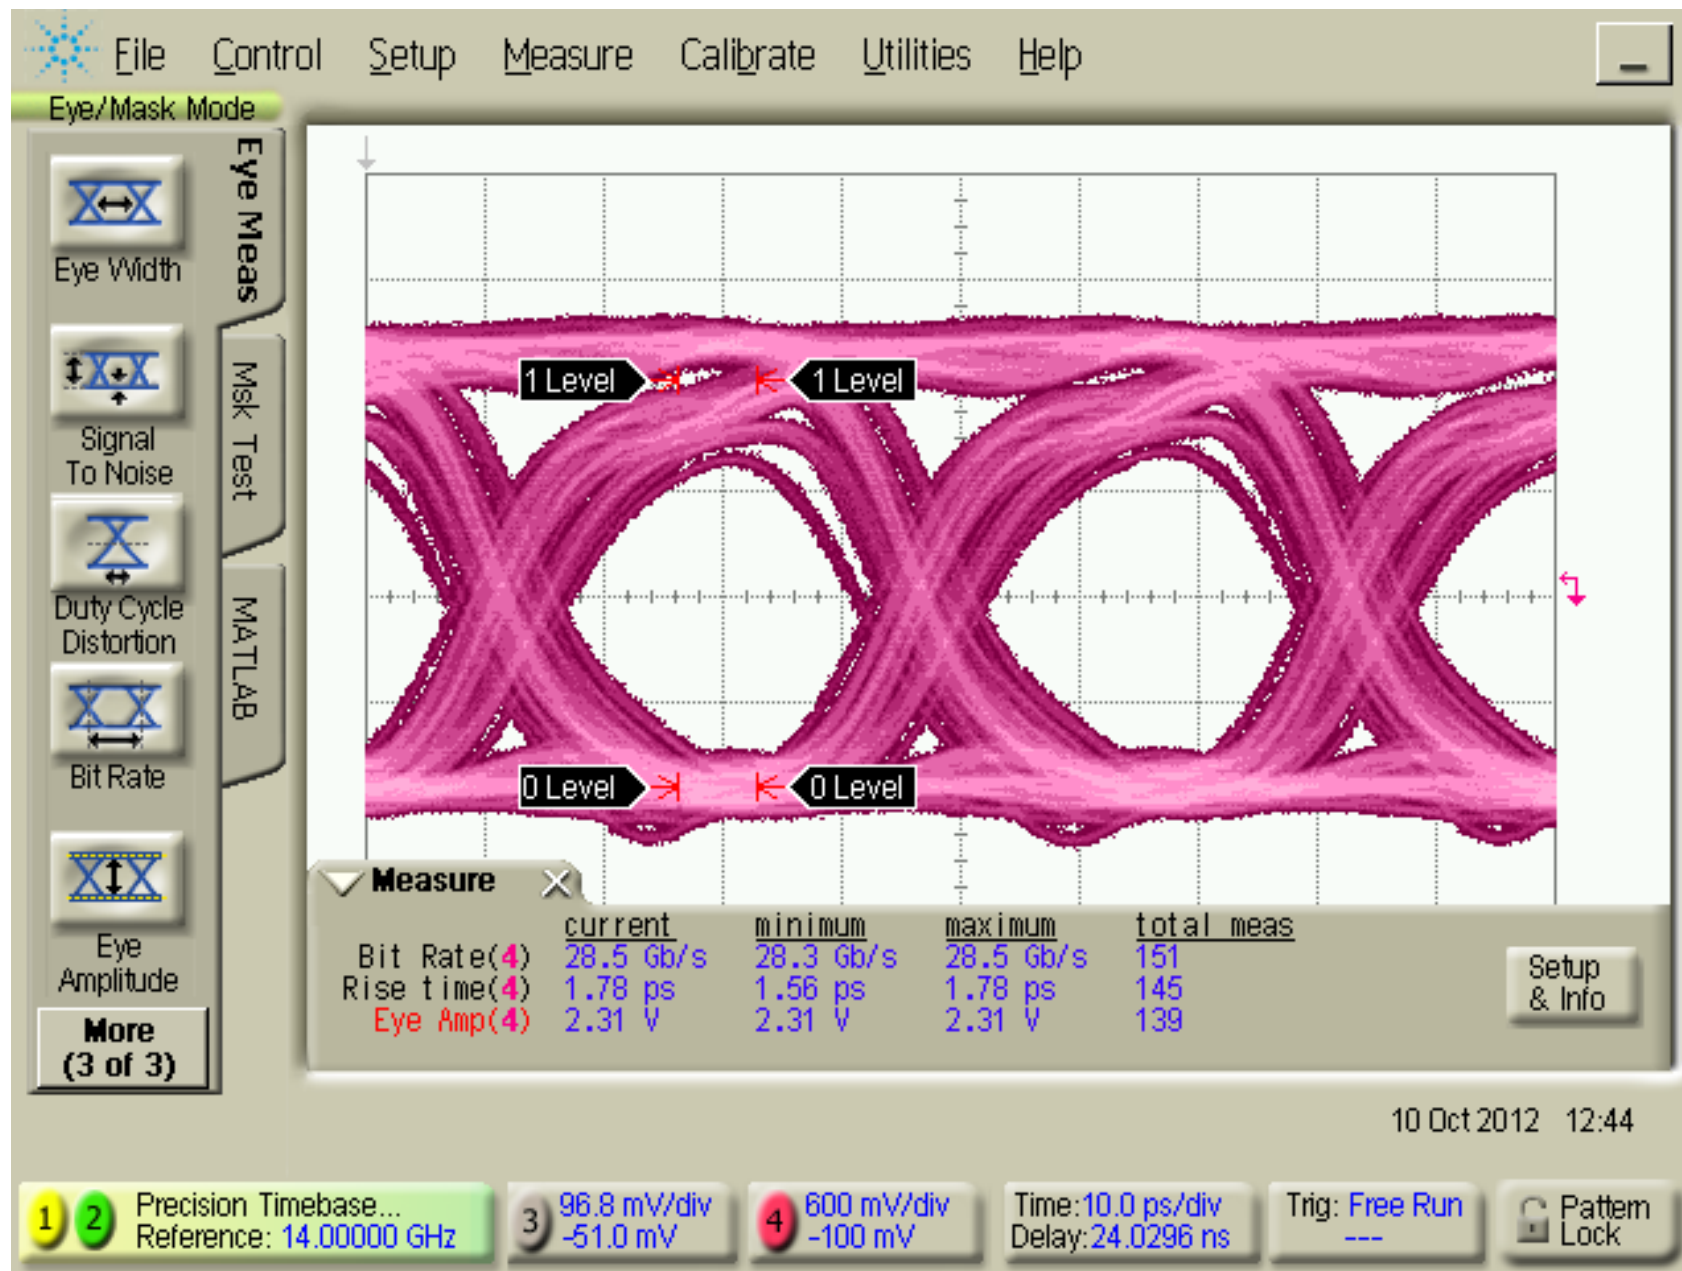 File Control Setup Measure Calibrate Utilities Help
Eye/Mask Mode
Eye Meas
Msk Test
MATLAB
Eye Width
Signal
To Noise
Duty Cycle
Distortion
Bit Rate
Eye
Amplitude
More
(3 of 3)
1 Level 1 Level
0 Level 0 Level
Measure
current minimum maximum total meas
Bit Rate(4) 28.5 Gb/s 28.3 Gb/s 28.5 Gb/s 151
Rise time(4) 1.78 ps 1.56 ps 1.78 ps 145
Eye Amp(4) 2.31 V 2.31 V 2.31 V 139
Setup
& Info
10 Oct 2012 12:44
1 2
Precision Timebase...
Reference: 14.00000 GHz
3
96.8 mV/div
-51.0 mV
4
600 mV/div
-100 mV
Time:10.0 ps/div
Delay:24.0296 ns
Trig: Free Run
---
Pattern
Lock